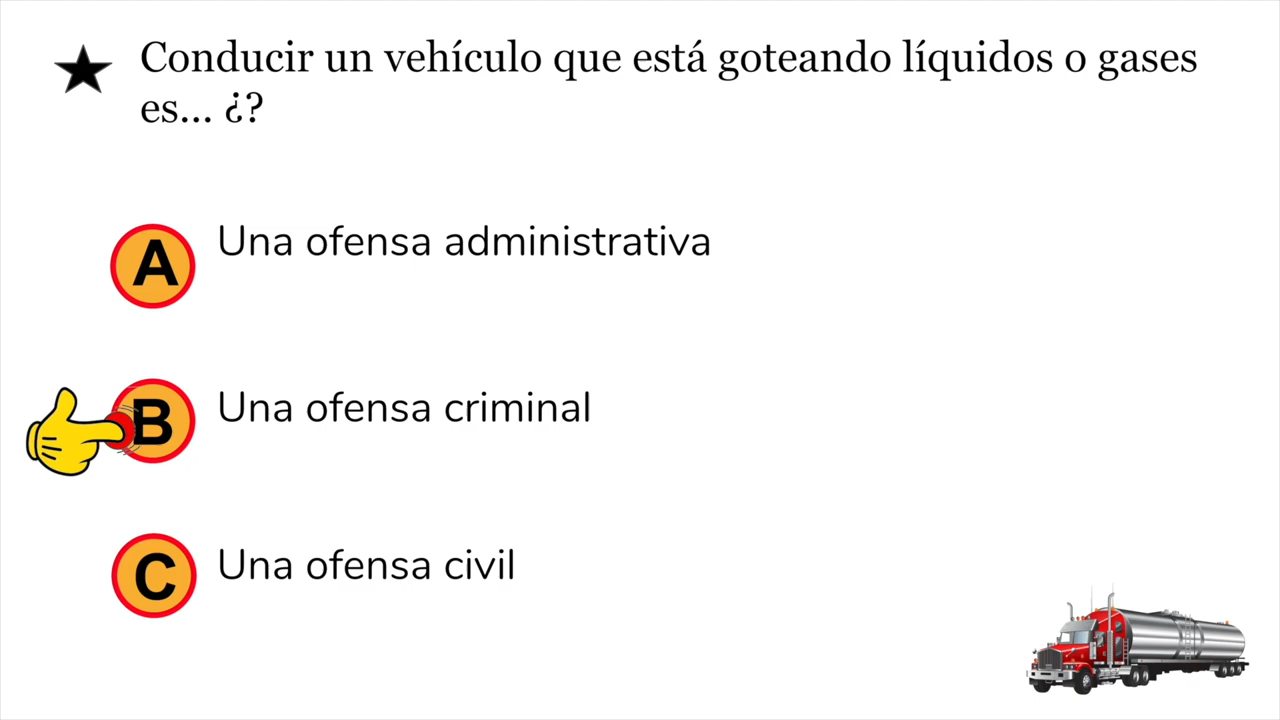 Conducir un vehículo que está goteando líquidos o gases
es... ¿?
A Una ofensa administrativa
B Una ofensa criminal
C Una ofensa civil